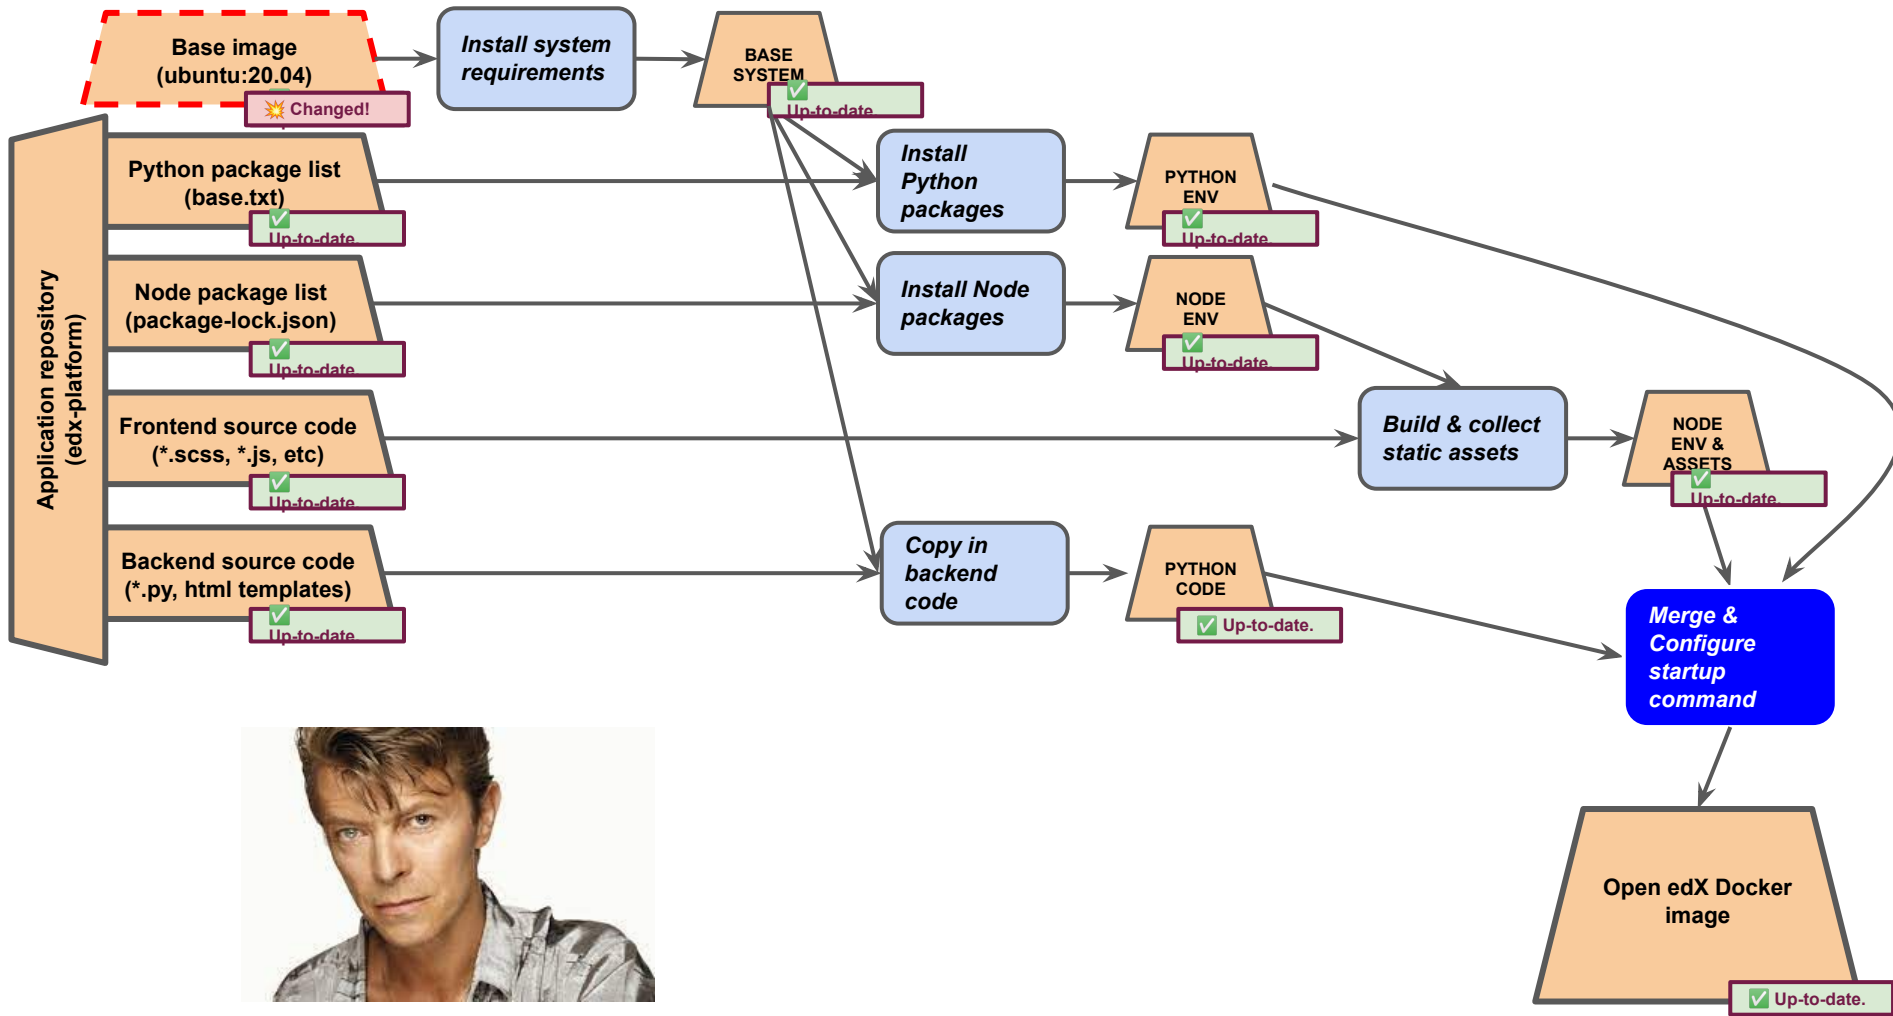 Base image
(ubuntu:20.04)
💥 Changed!
Install system
requirements
BASE
SYSTEM
✅
Up-to-date.
Application repository
(edx-platform)
Python package list
(base.txt)
✅
Up-to-date.
Install
Python
packages
PYTHON
ENV
✅
Up-to-date.
Node package list
(package-lock.json)
✅
Up-to-date.
Install Node
packages
NODE
ENV
✅
Up-to-date.
Frontend source code
(*.scss, *.js, etc)
✅
Up-to-date.
Build & collect
static assets
NODE
ENV &
ASSETS
✅
Up-to-date.
Backend source code
(*.py, html templates)
✅
Up-to-date.
Copy in
backend
code
PYTHON
CODE
✅ Up-to-date.
Merge &
Configure
startup
command
Open edX Docker
image
✅ Up-to-date.